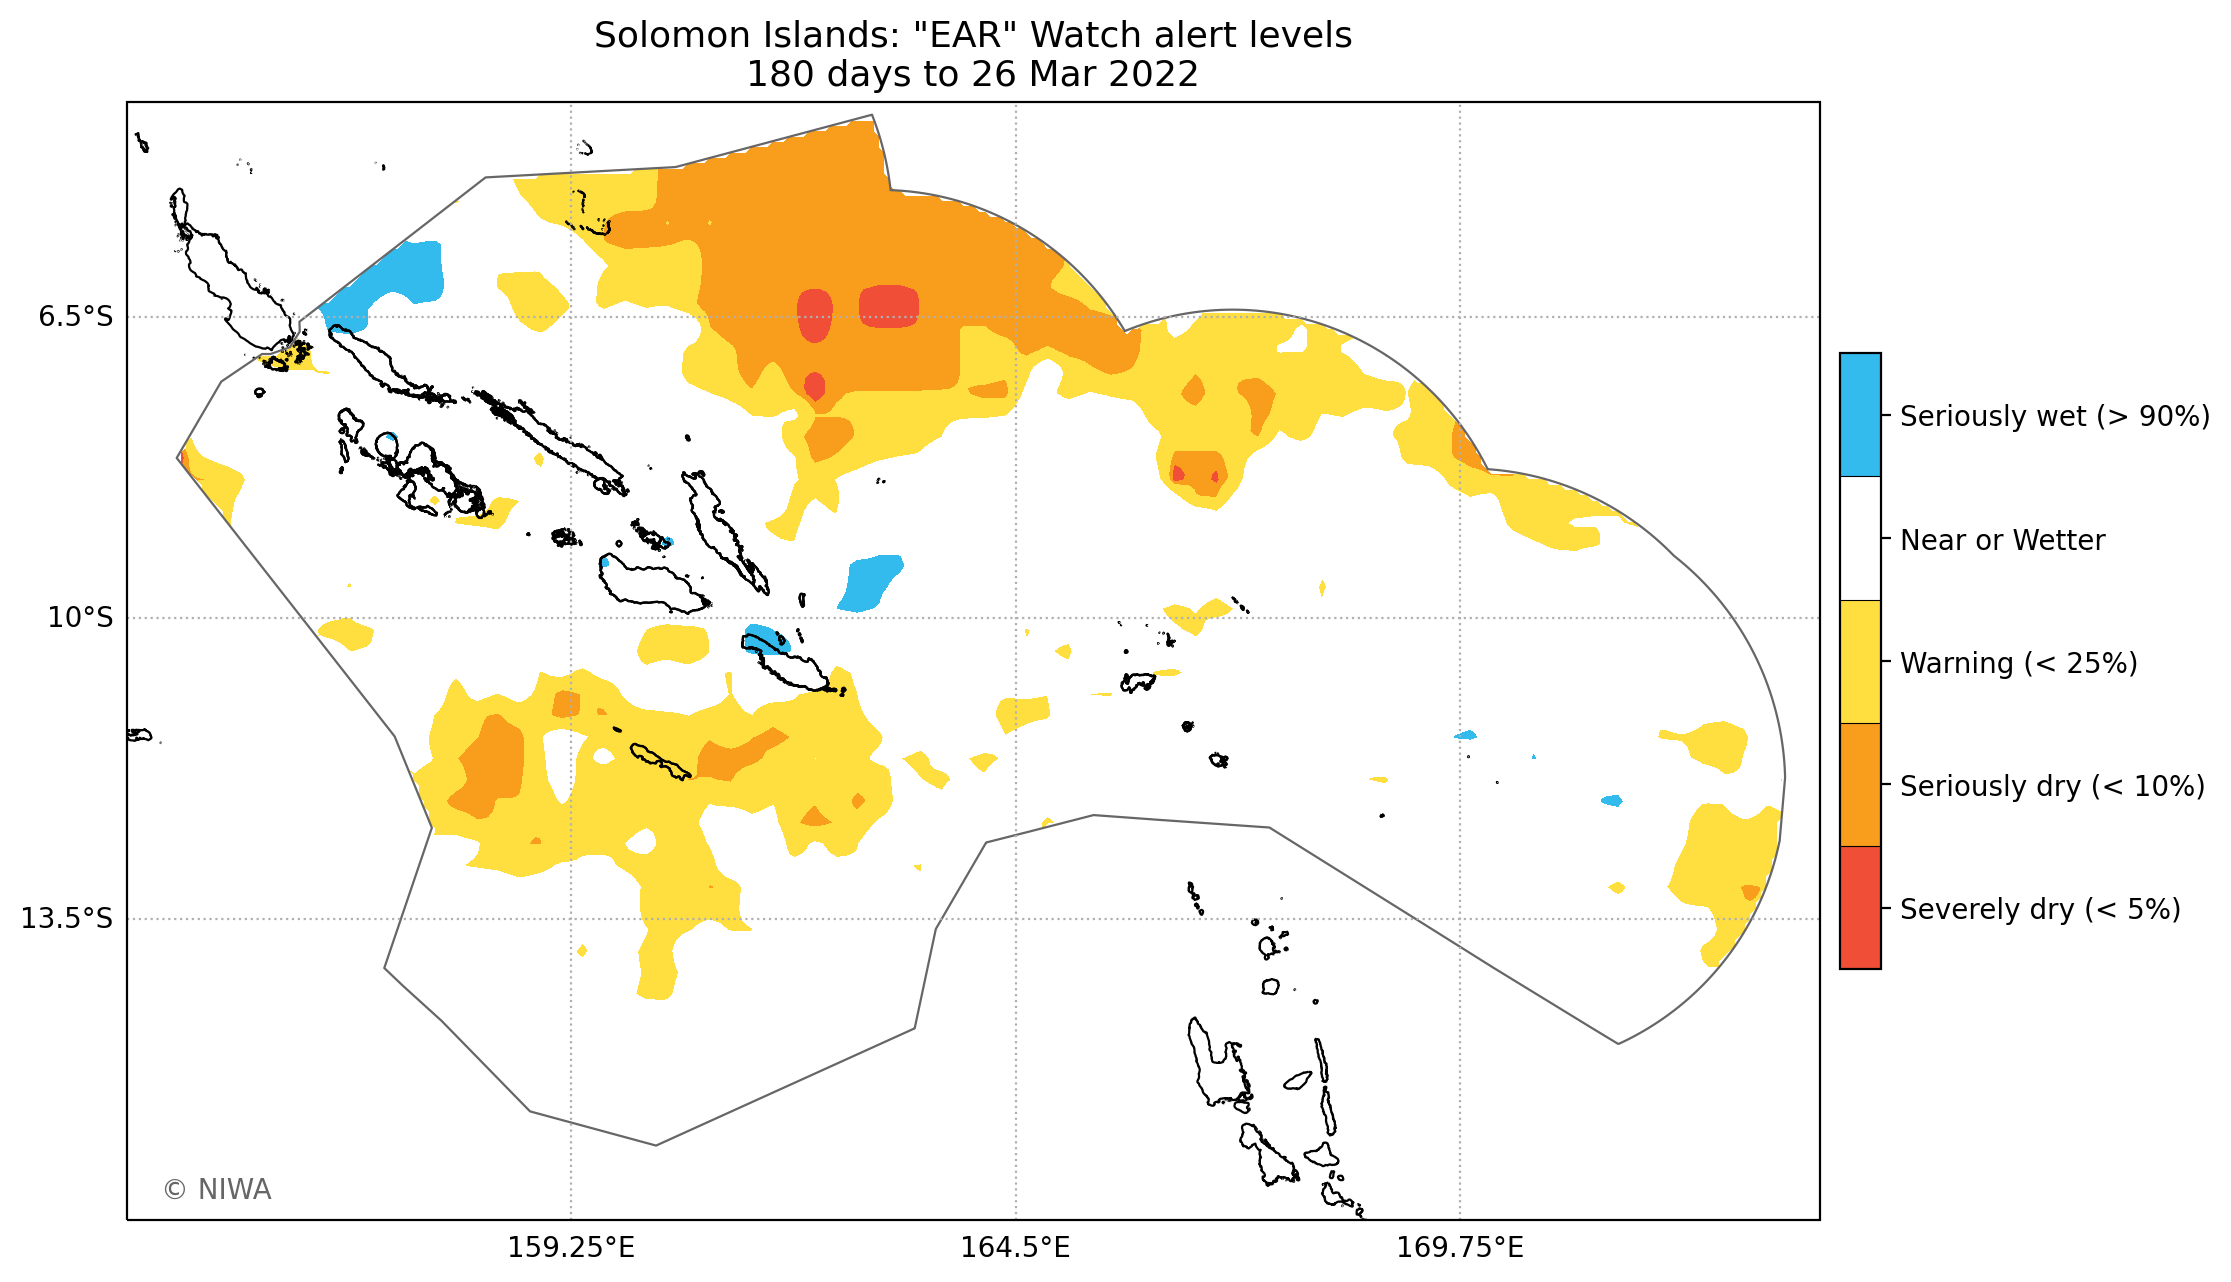 Solomon Islands: "EAR" Watch alert levels
180 days to 26 Mar 2022
6.5°S
10°S
13.5°S
159.25°E
164.5°E
169.75°E
Seriously wet (> 90%)
Near or Wetter
Warning (< 25%)
Seriously dry (< 10%)
Severely dry (< 5%)
© NIWA